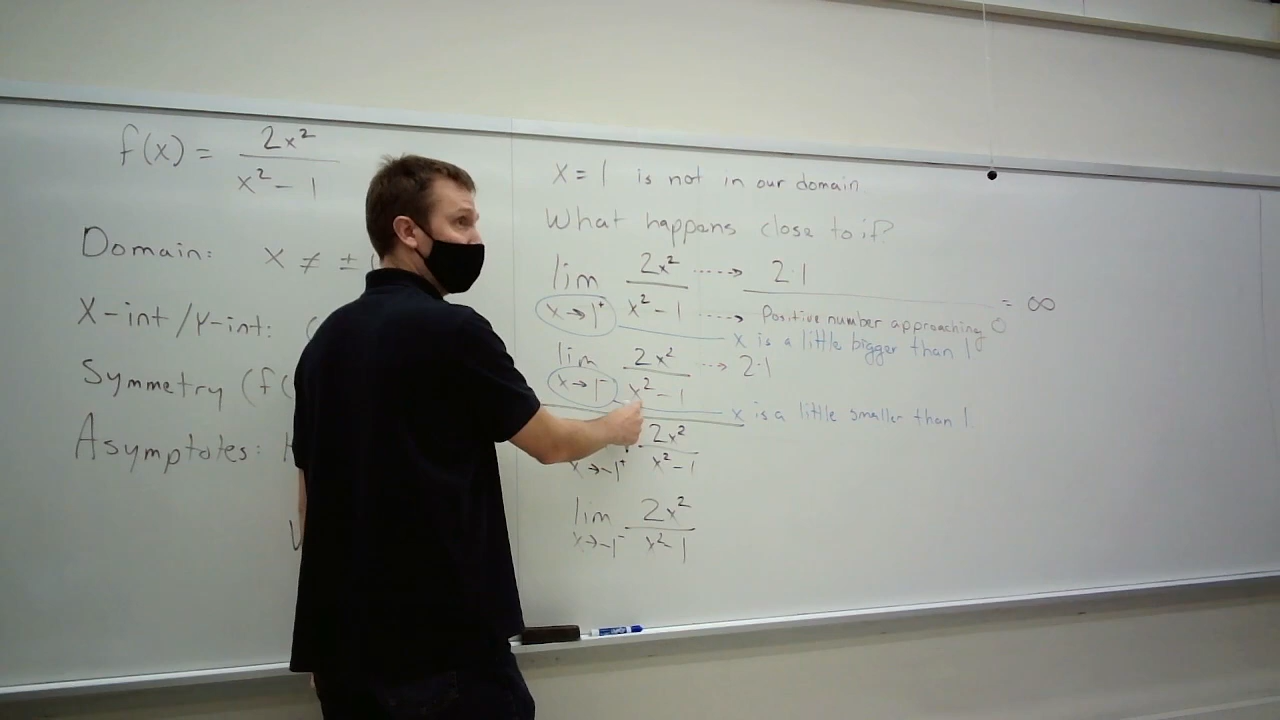 f(x) = 2x²
x² - 1
Domain: x ≠ ±
X-int/Y-int: (
Symmetry (f(
Asymptotes:
x = 1 is not in our domain.
What happens close to it?
lim 2x² ----> 2·1
x→1⁺ x² - 1 ----> Positive number approaching 0 = ∞
x is a little bigger than 1
lim 2x² ---> 2·1
x→1⁻ x² - 1
x is a little smaller than 1.
2x²
x→-1⁺ x² - 1
lim 2x²
x→-1⁻ x² - 1